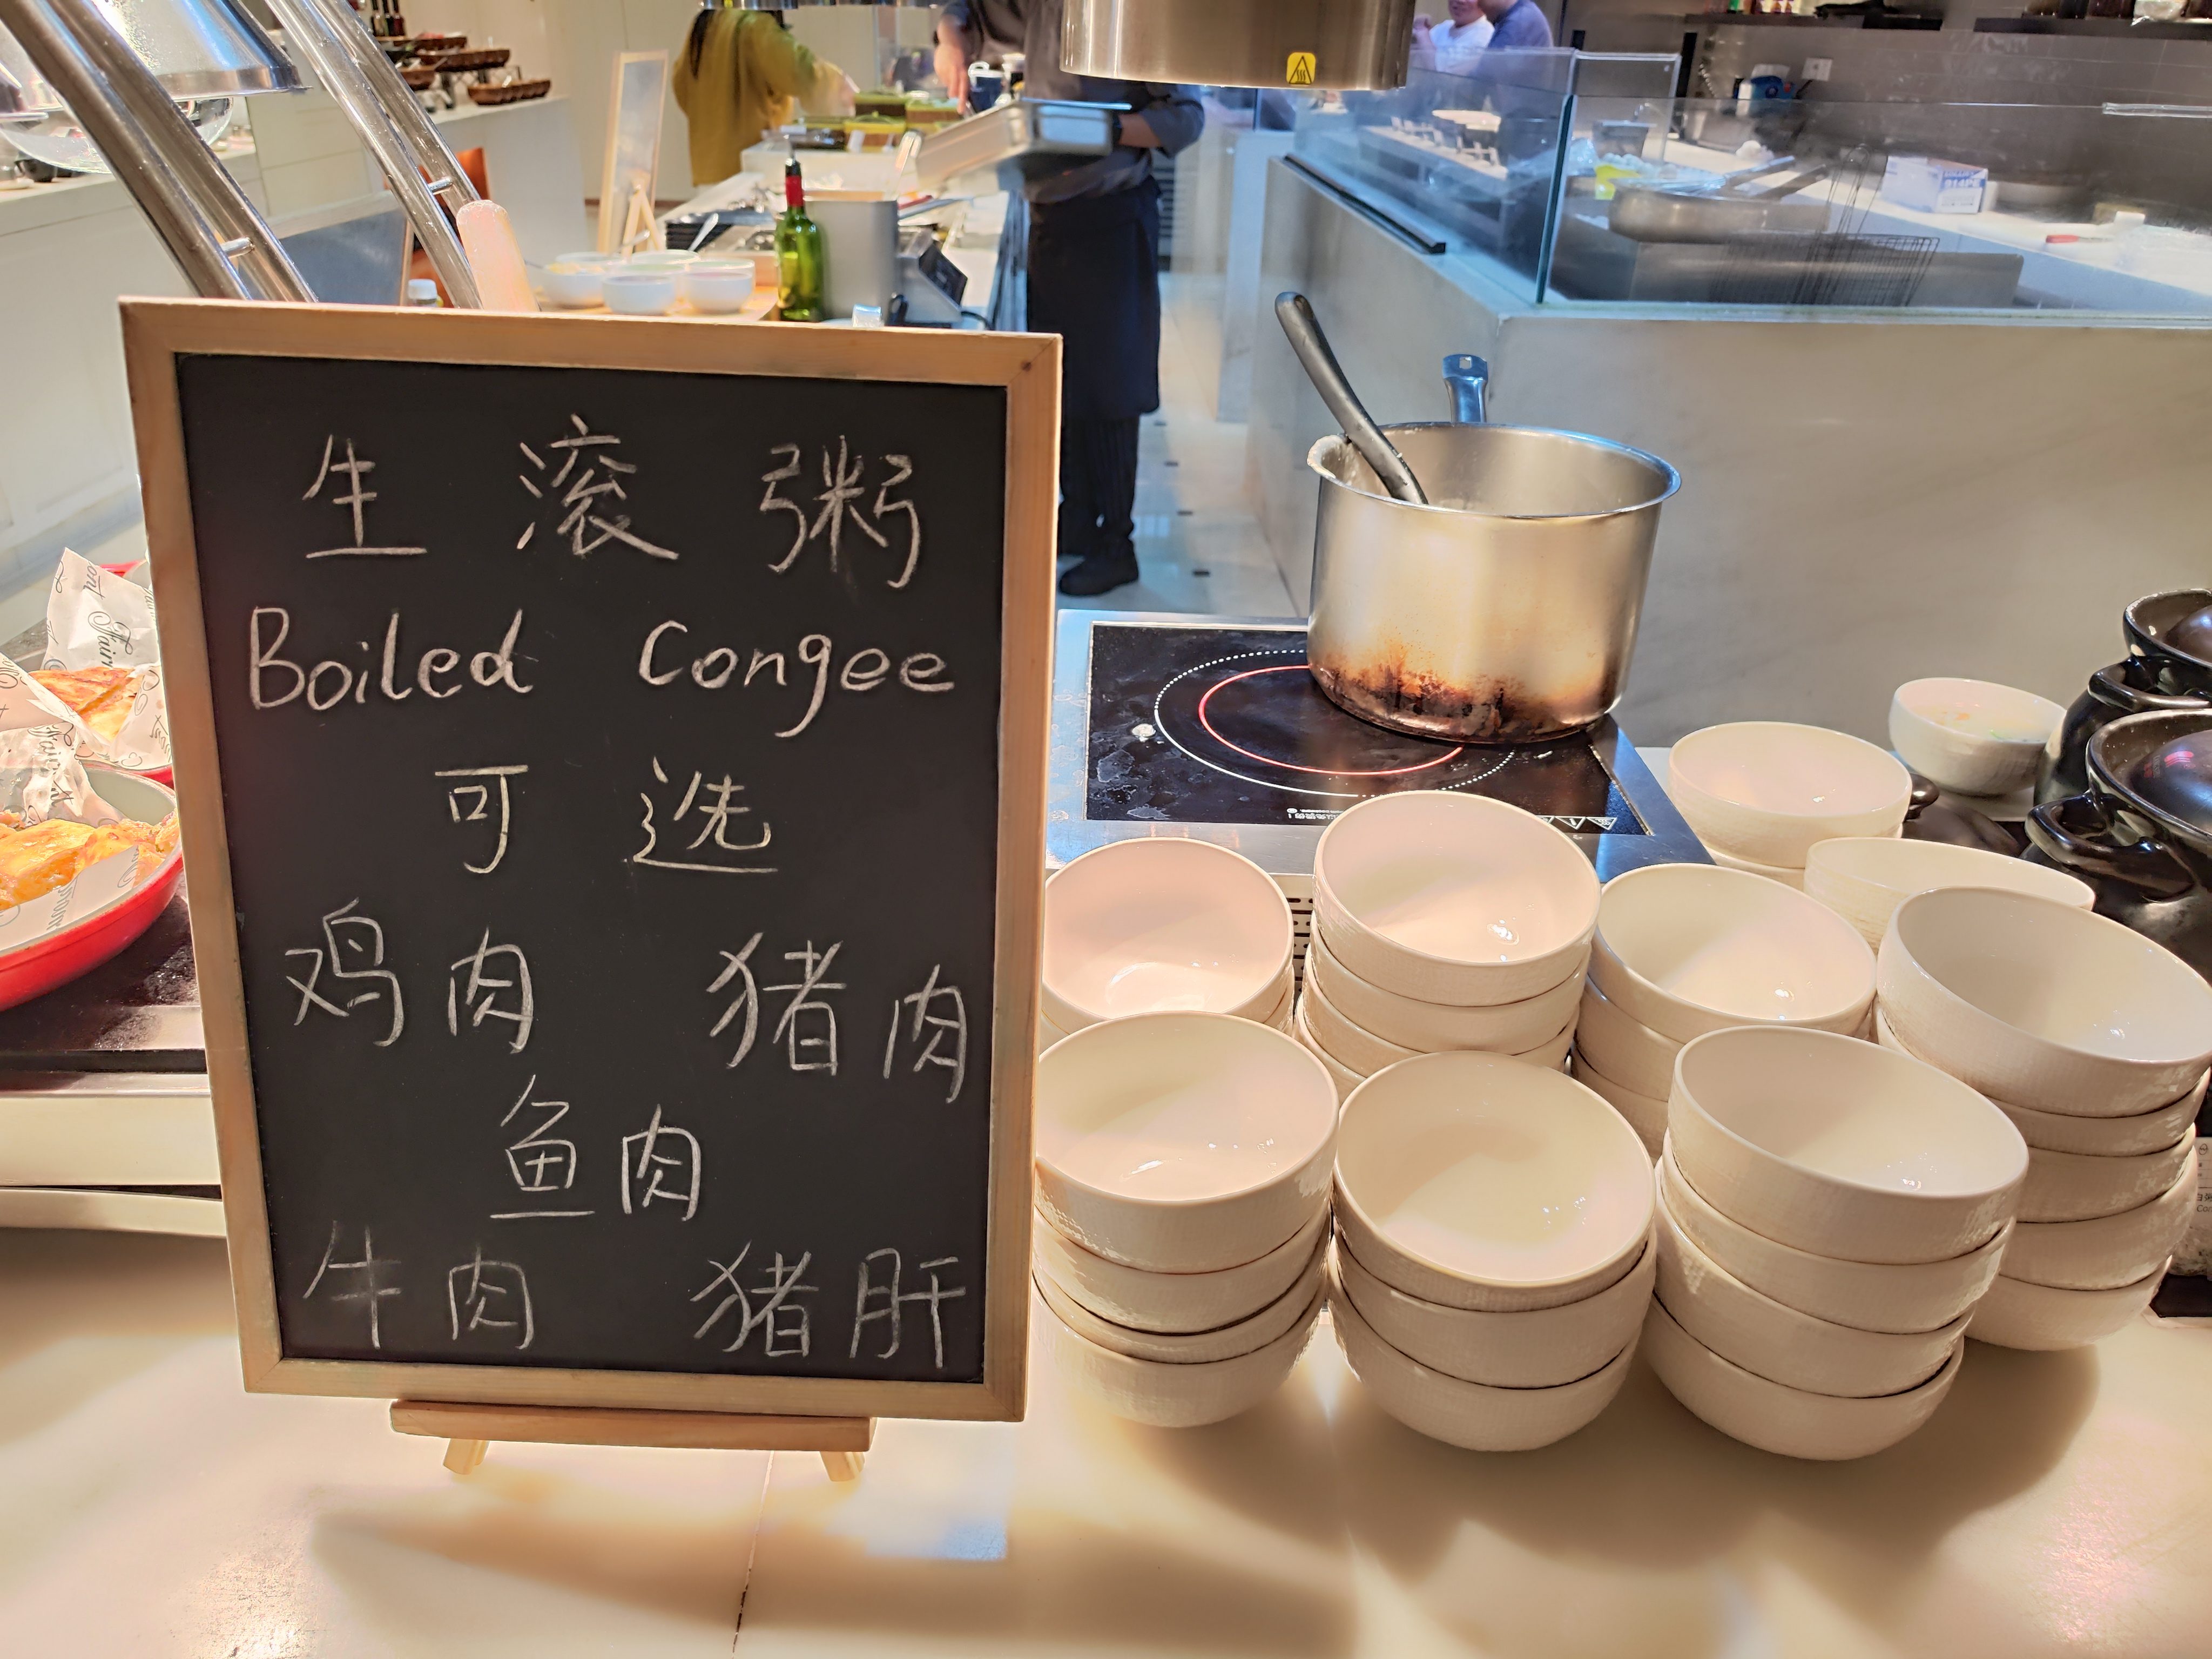 生滚粥
Boiled Congee
可选
鸡肉 猪肉
鱼肉
牛肉 猪肝